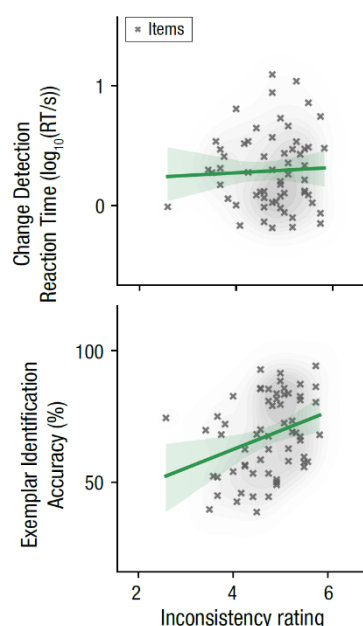 Items
Change Detection
Reaction Time (log₁₀(RT/s))
1
0
Exemplar Identification
Accuracy (%)
100
50
2 4 6
Inconsistency rating